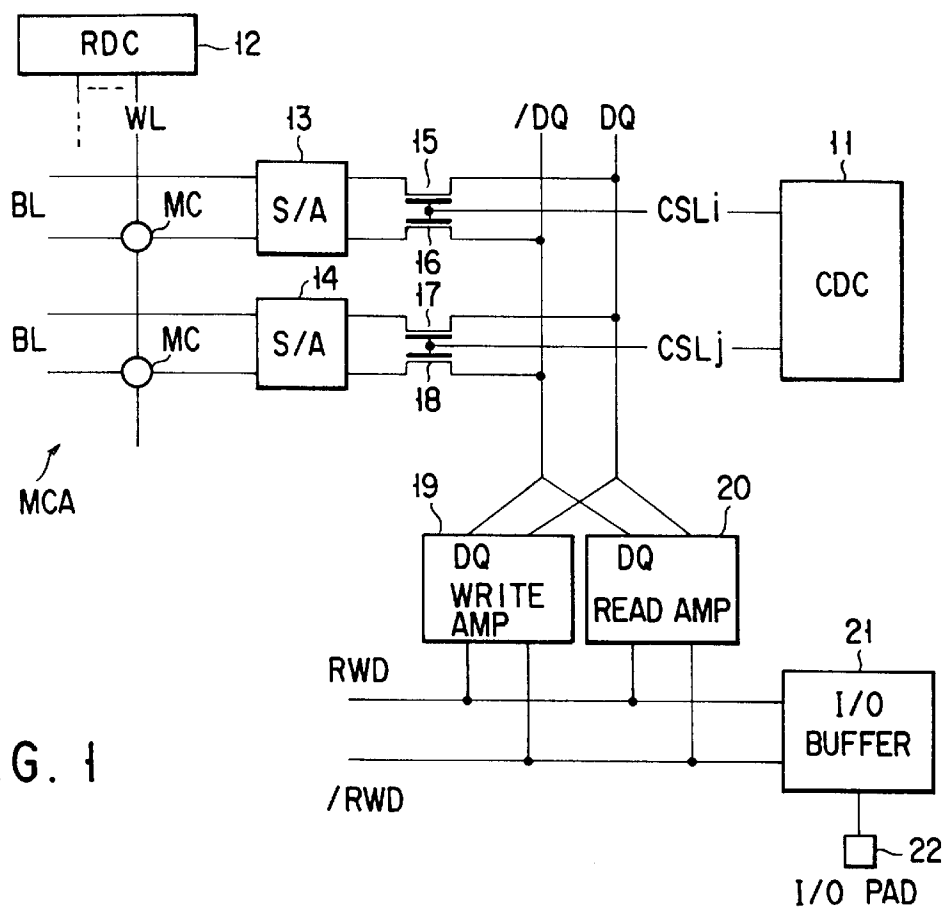 RDC
12
WL
/DQ DQ
13
15
11
BL
MC
S/A
CSLi
16
CDC
14
17
BL
MC
S/A
CSLj
18
MCA
19
20
DQ
WRITE
AMP
DQ
READ AMP
21
RWD
I/O
BUFFER
G. 1
/RWD
22
I/O PAD